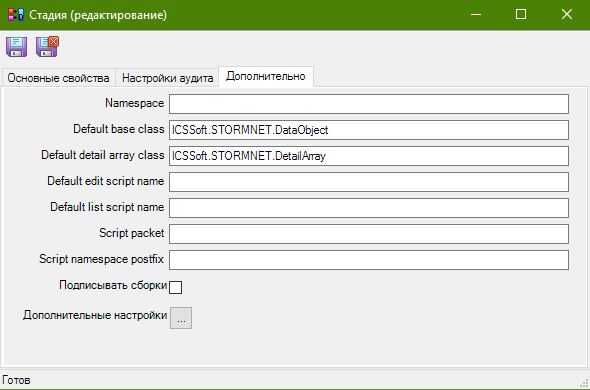 Стадия (редактирование)
Основные свойства Настройки аудита Дополнительно
Namespace
Default base class ICSSoft.STORMNET.DataObject
Default detail array class ICSSoft.STORMNET.DetailArray
Default edit script name
Default list script name
Script packet
Script namespace postfix
Подписывать сборки
Дополнительные настройки ...
Готов